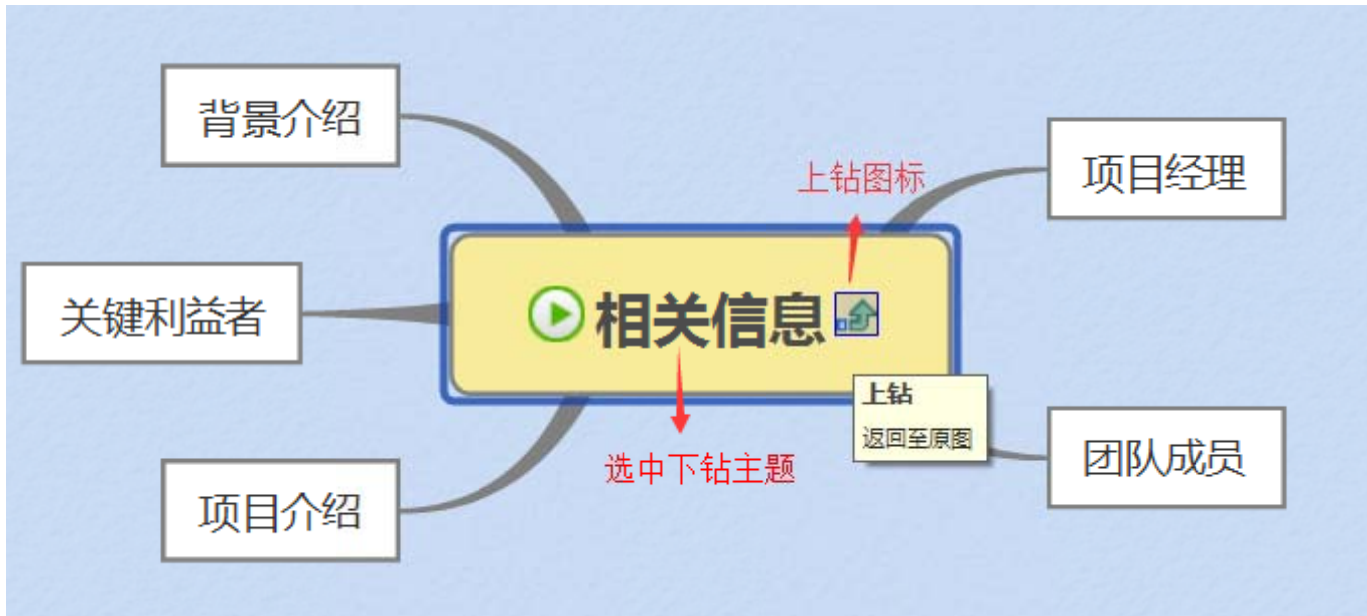 背景介绍
项目经理
上钻图标
关键利益者
相关信息
上钻
返回至原图
选中下钻主题
团队成员
项目介绍